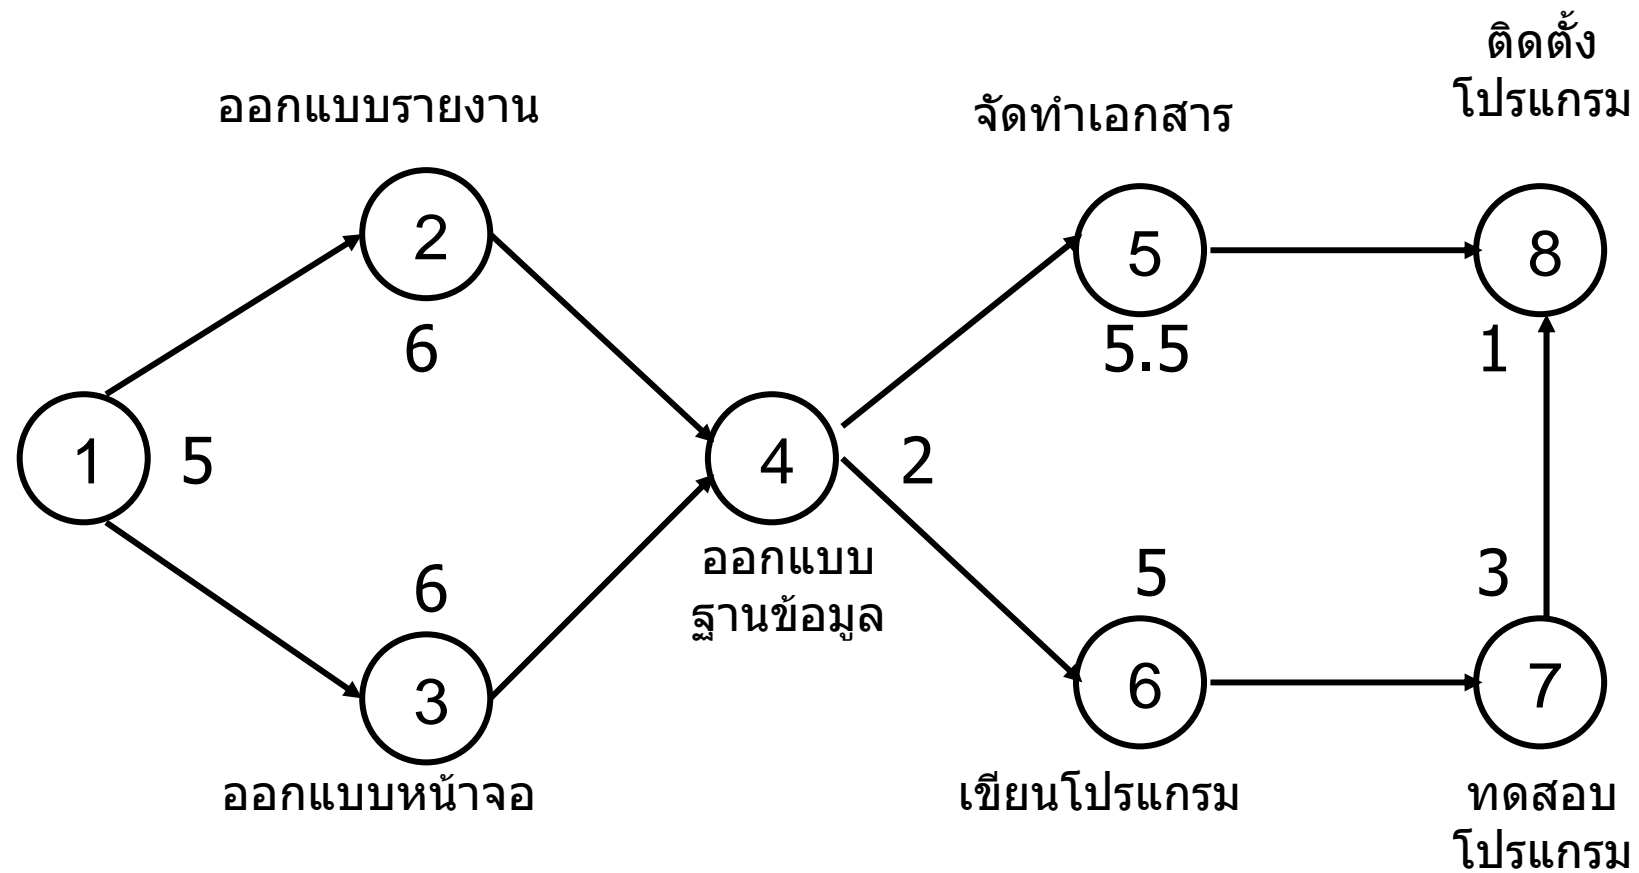 ติดตั้ง
โปรแกรม
ออกแบบรายงาน
จัดทำเอกสาร
2
5
8
6
5.5
1
1
5
4
2
ออกแบบ
ฐานข้อมูล
6
5
3
3
6
7
ออกแบบหน้าจอ
เขียนโปรแกรม
ทดสอบ
โปรแกรม